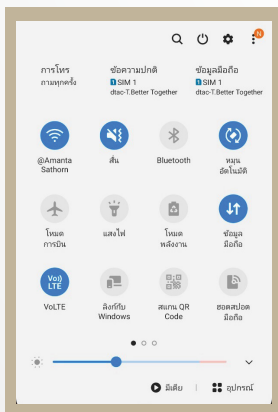 N
การโทร ข้อความปกติ ข้อมูลมือถือ
ถามทุกครั้ง 1 SIM 1 1 SIM 1
dtac-T.Better Together dtac-T.Better Together
@Amanta Sathorn
สั่น
Bluetooth
หมุน
อัตโนมัติ
โหมด
การบิน
แสงไฟ
โหมด
พลังงาน
ข้อมูล
มือถือ
Vo))
LTE
VoLTE
ลิงก์กับ
Windows
สแกน QR
Code
ฮอตสปอต
มือถือ
มีเดีย | อุปกรณ์